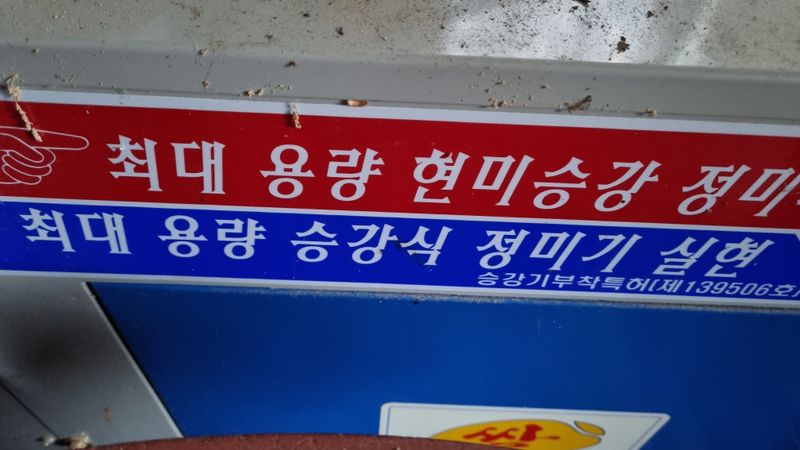 최대 용량 현미승강 정미
최대 용량 승강식 정미기 실현
승강기부착특허(제139506호)